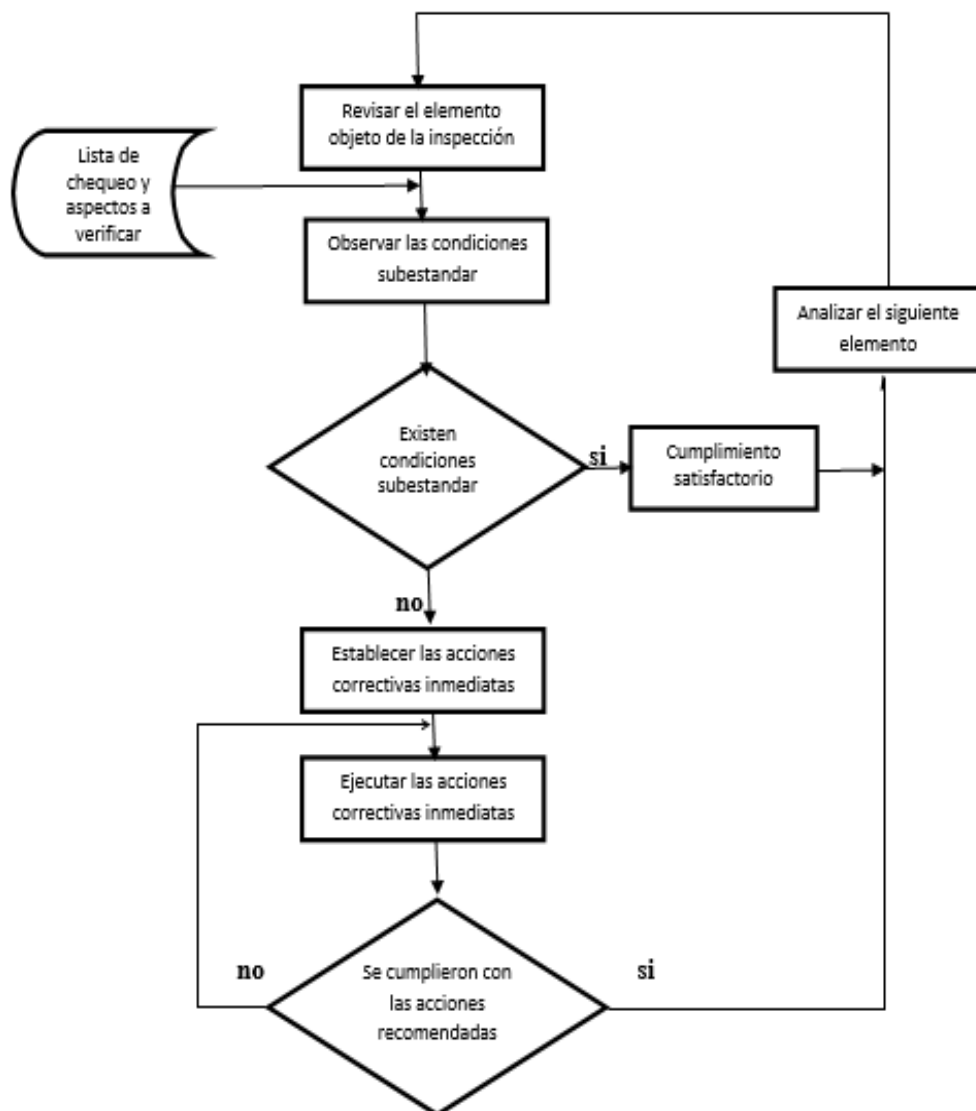 Revisar el elemento
objeto de la inspección
Lista de
chequeo y
aspectos a
verificar
Observar las condiciones
subestandar
Analizar el siguiente
elemento
Existen
condiciones
subestandar
si
Cumplimiento
satisfactorio
no
Establecer las acciones
correctivas inmediatas
Ejecutar las acciones
correctivas inmediatas
no
Se cumplieron con
las acciones
recomendadas
si